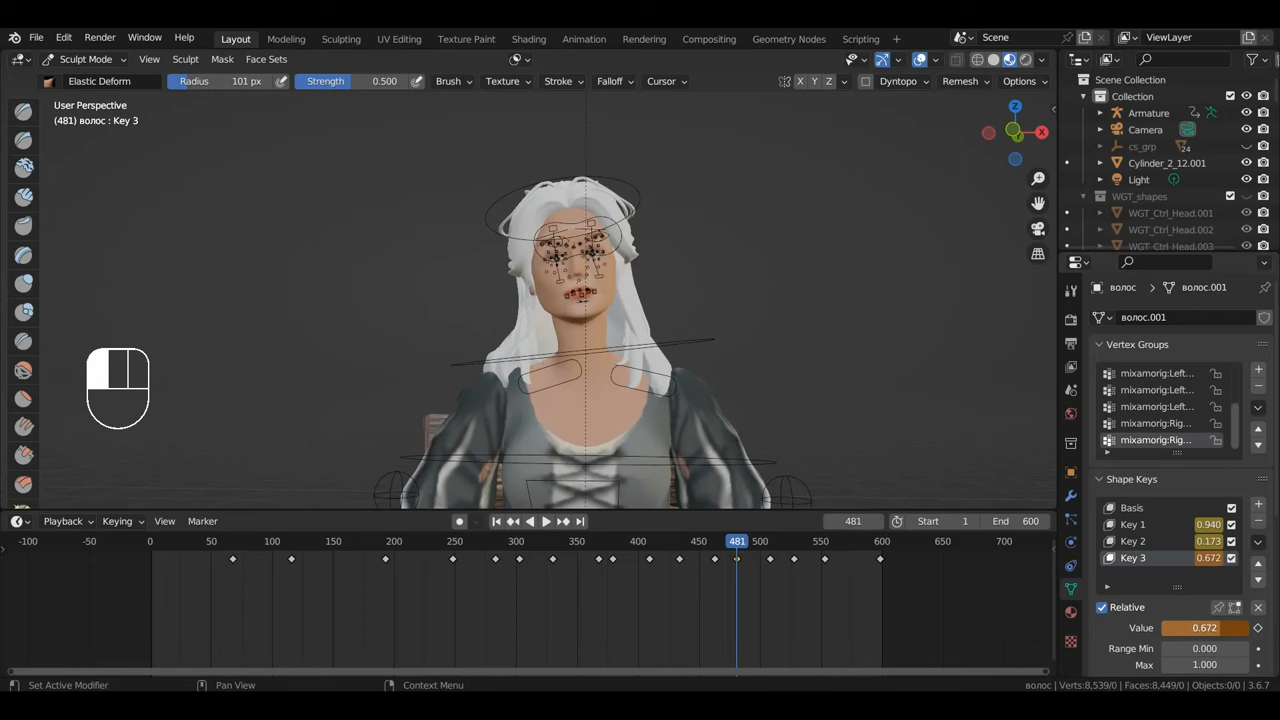 File Edit Render Window Help Layout Modeling Sculpting UV Editing Texture Paint Shading Animation Rendering Compositing Geometry Nodes Scripting Scene ViewLayer
Sculpt Mode View Sculpt Mask Face Sets
Elastic Deform Radius 101 px Strength 0.500 Brush Texture Stroke Falloff Cursor X Y Z Dyntopo Remesh Options
User Perspective
(481) волос : Key 3
Z
X
Y
Scene Collection
Collection
Armature
Camera
cs_grp 24
Cylinder_2_12.001
Light
WGT_shapes
WGT_Ctrl_Head.001
WGT_Ctrl_Head.002
WGT_Ctrl_Head.003
волос > волос.001
волос.001
Vertex Groups
mixamorig:Left...
mixamorig:Left...
mixamorig:Left...
mixamorig:Rig...
mixamorig:Rig...
Shape Keys
Basis
Key 1 0.940
Key 2 0.173
Key 3 0.672
Relative
Value 0.672
Range Min 0.000
Max 1.000
Playback Keying View Marker 481 Start 1 End 600
-100 -50 0 50 100 150 200 250 300 350 400 450 481 500 550 600 650 700
Set Active Modifier Pan View Context Menu волос | Verts:8,539/0 | Faces:8,449/0 | Objects:0/0 | 3.6.7